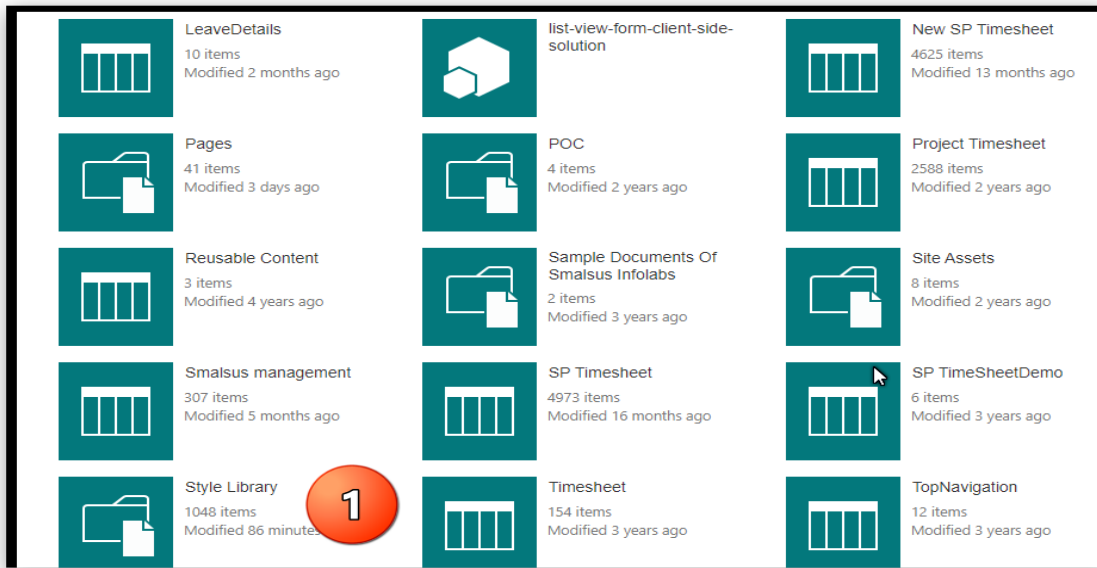 LeaveDetails
10 items
Modified 2 months ago
list-view-form-client-side-
solution
New SP Timesheet
4625 items
Modified 13 months ago
Pages
41 items
Modified 3 days ago
POC
4 items
Modified 2 years ago
Project Timesheet
2588 items
Modified 2 years ago
Reusable Content
3 items
Modified 4 years ago
Sample Documents Of
Smalsus Infolabs
2 items
Modified 3 years ago
Site Assets
8 items
Modified 2 years ago
Smalsus management
307 items
Modified 5 months ago
SP Timesheet
4973 items
Modified 16 months ago
SP TimeSheetDemo
6 items
Modified 3 years ago
Style Library
1048 items
Modified 86 minutes
1
Timesheet
154 items
Modified 3 years ago
TopNavigation
12 items
Modified 3 years ago